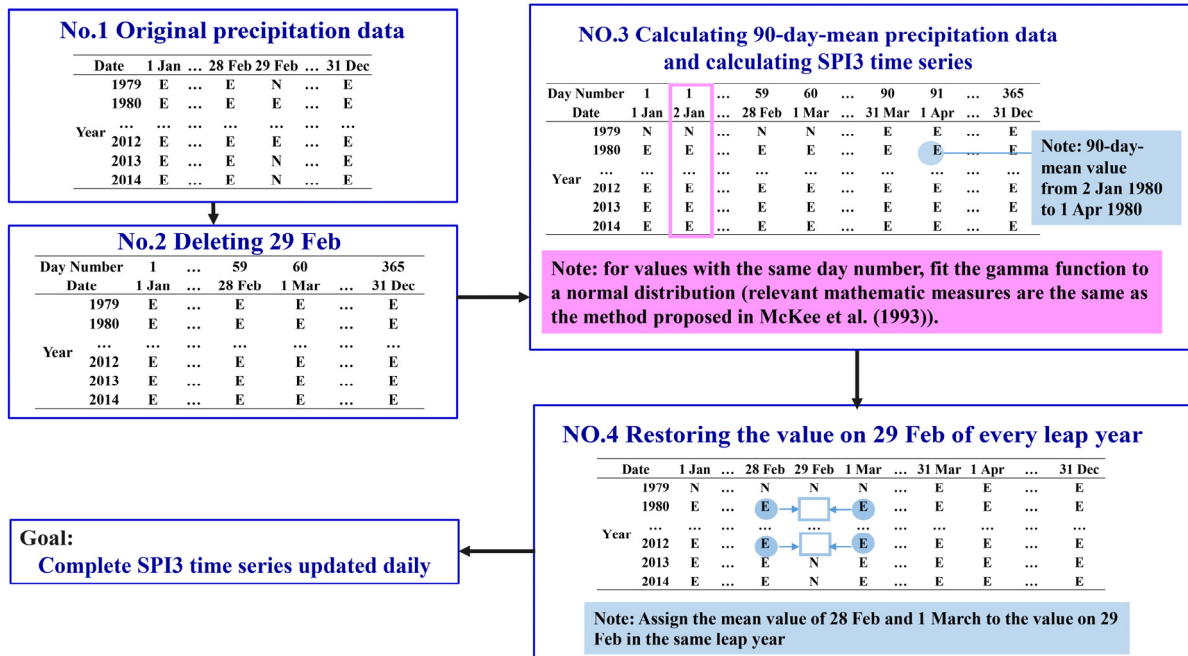 No.1 Original precipitation data
Date 1 Jan … 28 Feb 29 Feb … 31 Dec
1979 E … E N … E
1980 E … E E … E
… … … … … … …
Year
2012 E … E E … E
2013 E … E N … E
2014 E … E N … E
No.2 Deleting 29 Feb
Day Number 1 … 59 60 365
Date 1 Jan … 28 Feb 1 Mar … 31 Dec
1979 E … E E … E
1980 E … E E … E
… … … … … … …
Year
2012 E … E E … E
2013 E … E E … E
2014 E … E E … E
NO.3 Calculating 90-day-mean precipitation data
and calculating SPI3 time series
Day Number 1 1 … 59 60 … 90 91 … 365
Date 1 Jan 2 Jan … 28 Feb 1 Mar … 31 Mar 1 Apr … 31 Dec
1979 N N … N N … E E … E
1980 E E … E E … E E … E
… … … … … … … … … … …
Year
2012 E E … E E … E E … E
2013 E E … E E … E E … E
2014 E E … E E … E E … E
Note: 90-day-
mean value
from 2 Jan 1980
to 1 Apr 1980
Note: for values with the same day number, fit the gamma function to
a normal distribution (relevant mathematic measures are the same as
the method proposed in McKee et al. (1993)).
NO.4 Restoring the value on 29 Feb of every leap year
Date 1 Jan … 28 Feb 29 Feb 1 Mar … 31 Mar 1 Apr … 31 Dec
1979 N … N N N … E E … E
1980 E … E E … E E … E
… … … … … … … … … … …
Year
2012 E … E E … E E … E
2013 E … E N E … E E … E
2014 E … E N E … E E … E
Note: Assign the mean value of 28 Feb and 1 March to the value on 29
Feb in the same leap year
Goal:
Complete SPI3 time series updated daily